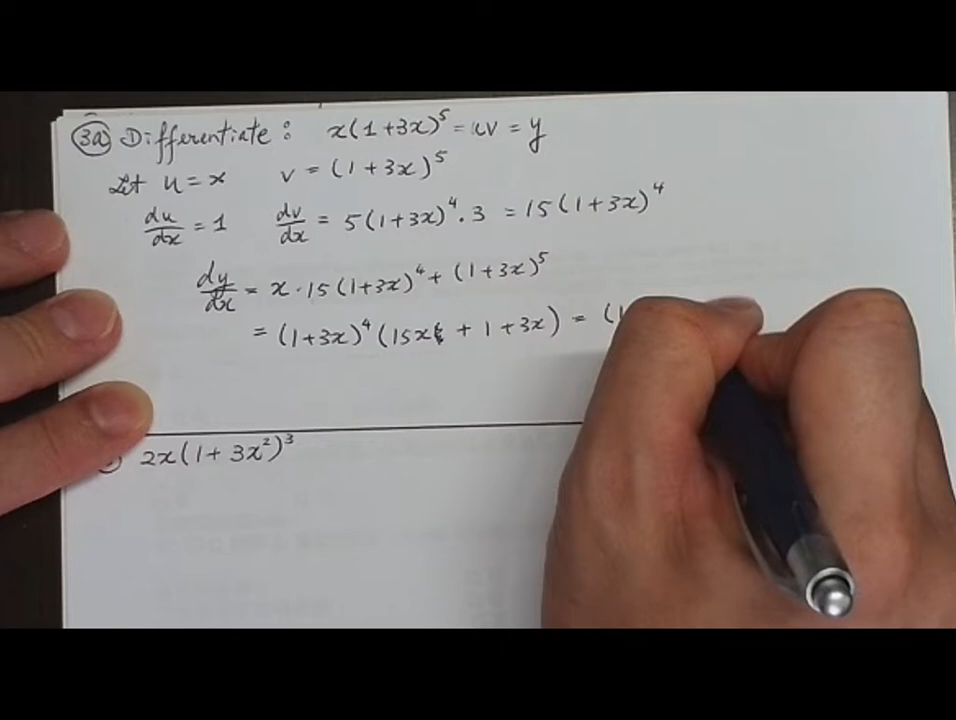 3a Differentiate : x(1+3x)⁵ = uv = y
Let u = x v = (1+3x)⁵
du/dx = 1 dv/dx = 5(1+3x)⁴ . 3 = 15(1+3x)⁴
dy/dx = x · 15(1+3x)⁴ + (1+3x)⁵
= (1+3x)⁴ (15x + 1 + 3x) = (1
2x(1+3x²)³